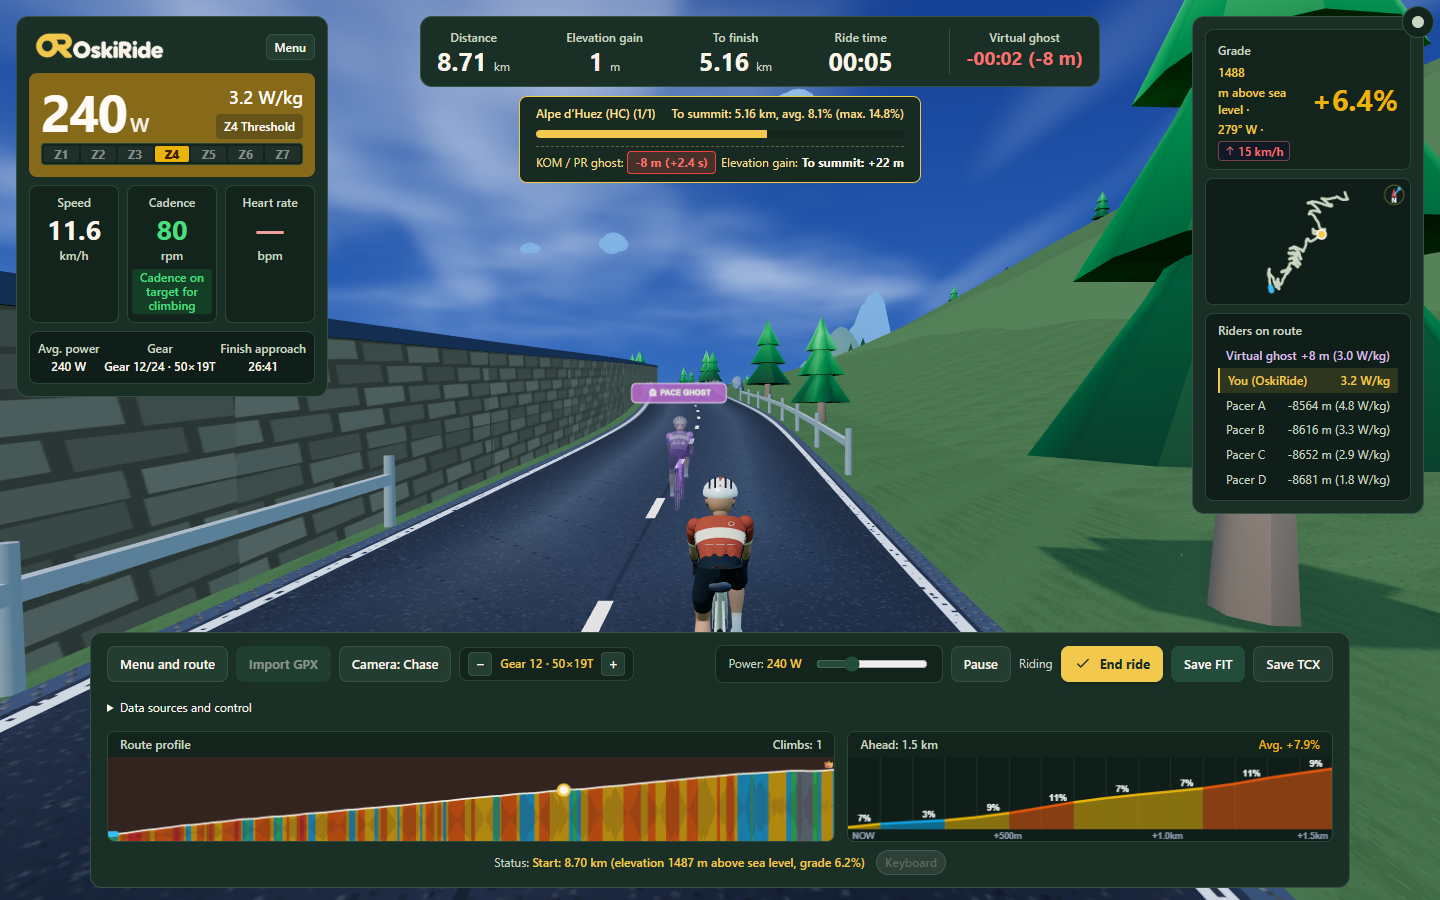 OskiRide
Menu
240 W
3.2 W/kg
Z4 Threshold
Z1 Z2 Z3 Z4 Z5 Z6 Z7
Speed
11.6
km/h
Cadence
80
rpm
Cadence on
target for
climbing
Heart rate
—
bpm
Avg. power
240 W
Gear
Gear 12/24 · 50×19T
Finish approach
26:41
Distance
8.71 km
Elevation gain
1 m
To finish
5.16 km
Ride time
00:05
Virtual ghost
-00:02 (-8 m)
Alpe d'Huez (HC) (1/1) To summit: 5.16 km, avg. 8.1% (max. 14.8%)
KOM / PR ghost: -8 m (+2.4 s) Elevation gain: To summit: +22 m
Grade
1488
m above sea
level ·
279° W ·
↑ 15 km/h
+6.4%
N
Riders on route
Virtual ghost +8 m (3.0 W/kg)
You (OskiRide) 3.2 W/kg
Pacer A -8564 m (4.8 W/kg)
Pacer B -8616 m (3.3 W/kg)
Pacer C -8652 m (2.9 W/kg)
Pacer D -8681 m (1.8 W/kg)
PACE GHOST
Menu and route
Import GPX
Camera: Chase
− Gear 12 · 50×19T +
Power: 240 W
Pause
Riding
✓ End ride
Save FIT
Save TCX
▶ Data sources and control
Route profile
Climbs: 1
Ahead: 1.5 km
Avg. +7.9%
7% 3% 9% 11% 7% 7% 11% 9%
NOW +500m +1.0km +1.5km
Status: Start: 8.70 km (elevation 1487 m above sea level, grade 6.2%)
Keyboard